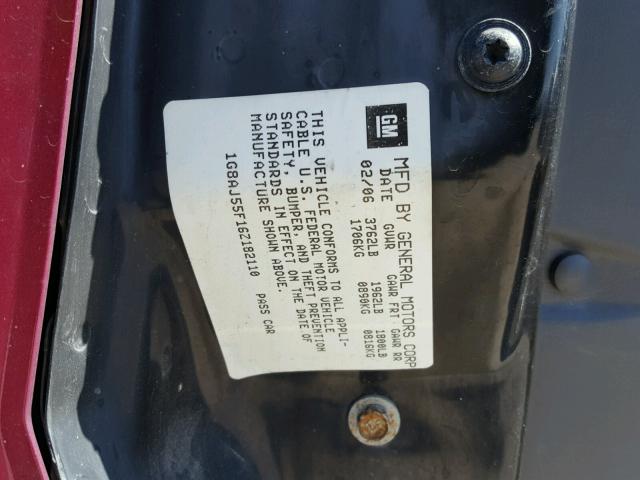 GM
MFD BY GENERAL MOTORS CORP
DATE GVWR GAWR FRT GAWR RR
02/06 3762LB 1962LB 1800LB
1706KG 0890KG 0816KG
THIS VEHICLE CONFORMS TO ALL APPLI-
CABLE U.S. FEDERAL MOTOR VEHICLE
SAFETY, BUMPER, AND THEFT PREVENTION
STANDARDS IN EFFECT ON THE DATE OF
MANUFACTURE SHOWN ABOVE.
1G8AJ55F16Z182110 PASS CAR